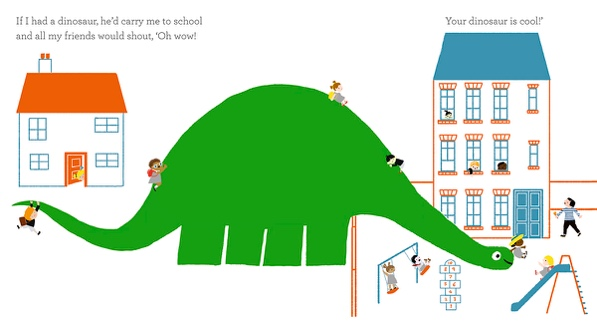 If I had a dinosaur, he’d carry me to school
and all my friends would shout, ‘Oh wow!
Your dinosaur is cool!’